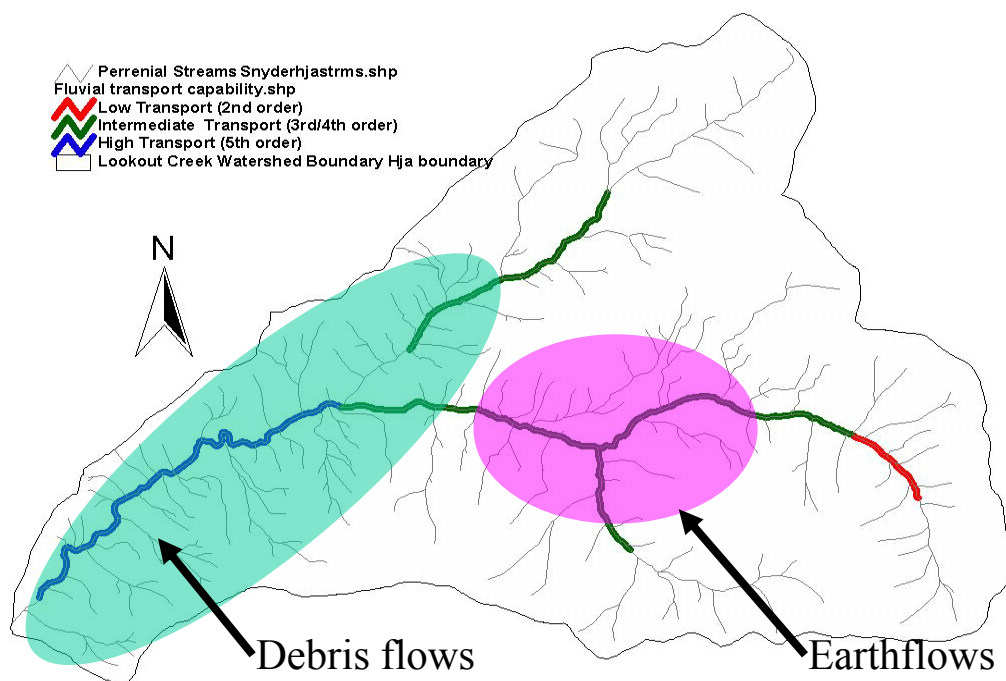 Perrenial Streams Snyderhjastrms.shp
Fluvial transport capability.shp
Low Transport (2nd order)
Intermediate Transport (3rd/4th order)
High Transport (5th order)
Lookout Creek Watershed Boundary Hja boundary
N
Debris flows
Earthflows